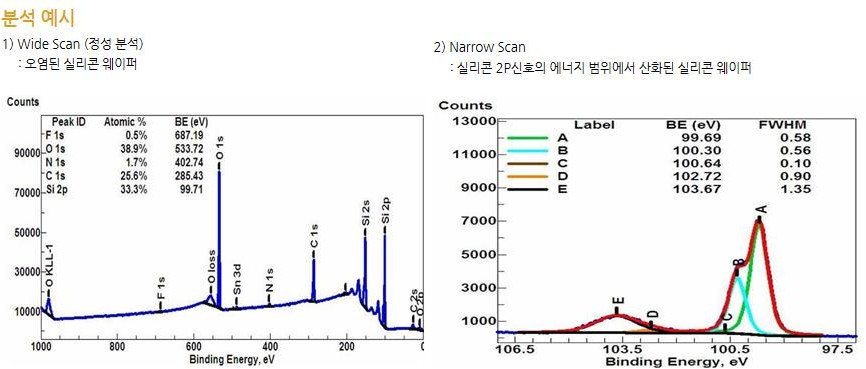 분석 예시
1) Wide Scan (정성 분석)
: 오염된 실리콘 웨이퍼
Counts
Peak ID Atomic % BE (eV)
F 1s 0.5% 687.19
O 1s 38.9% 533.72
N 1s 1.7% 402.74
C 1s 25.6% 285.43
Si 2p 33.3% 99.71
90000
70000
50000
30000
10000
O KLL-1
F 1s
O loss
O 1s
Sn 3d
N 1s
C 1s
Si 2s
Si 2p
C 2s
O 2p
1000 800 600 400 200 0
Binding Energy, eV
2) Narrow Scan
: 실리콘 2P신호의 에너지 범위에서 산화된 실리콘 웨이퍼
Counts
Label BE (eV) FWHM
A 99.69 0.58
B 100.30 0.56
C 100.64 0.10
D 102.72 0.90
E 103.67 1.35
13000
11000
9000
7000
5000
3000
1000
E
D
C
B
A
106.5 103.5 100.5 97.5
Binding Energy, eV